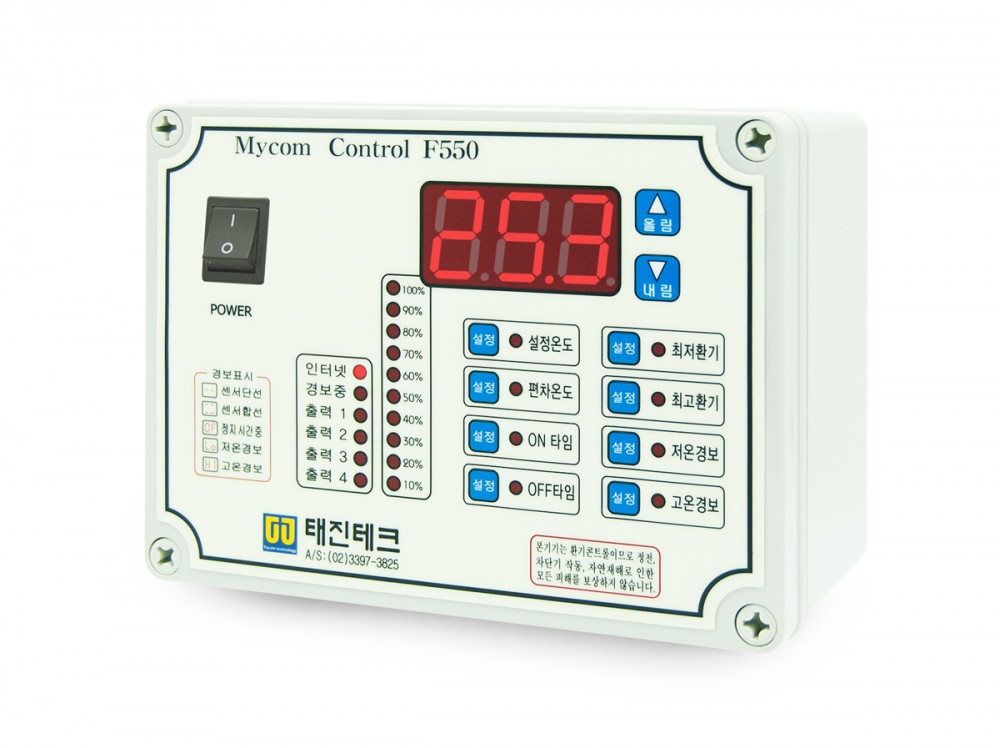 Mycom Control F550
25.3
올림
내림
POWER
100%
90%
80%
70%
60%
50%
40%
30%
20%
10%
인터넷
경보중
출력 1
출력 2
출력 3
출력 4
경보표시
센서단선
센서합선
OF 정지시간중
Lo 저온경보
HI 고온경보
설정 설정온도
설정 편차온도
설정 ON 타임
설정 OFF타임
설정 최저환기
설정 최고환기
설정 저온경보
설정 고온경보
태진테크
A/S:(02)3397-3825
본기기는 환기콘트롤이므로 정전,
차단기 작동, 자연재해로 인한
모든 피해를 보상하지 않습니다.